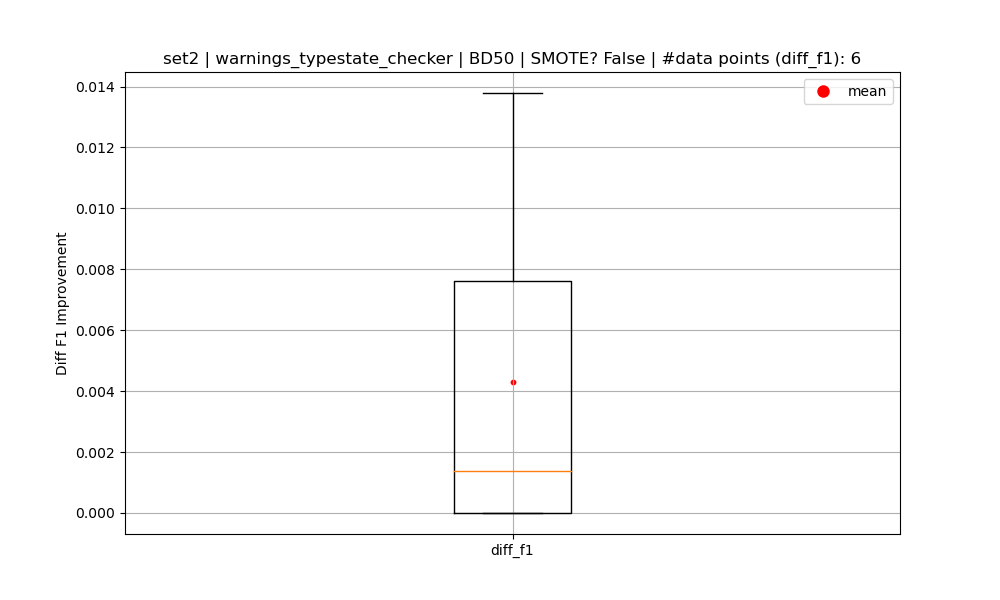 set2 | warnings_typestate_checker | BD50 | SMOTE? False | #data points (diff_f1): 6
mean
0.014
0.012
0.010
0.008
0.006
0.004
0.002
0.000
Diff F1 Improvement
diff_f1